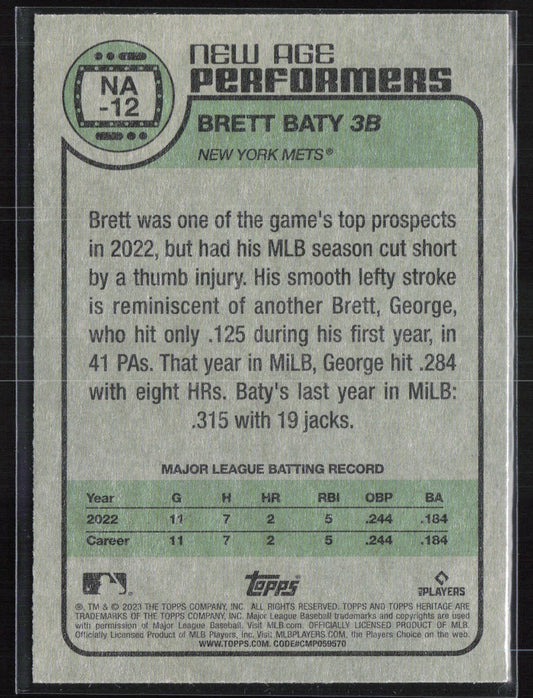 NEW AGE
PERFORMERS
NA
-12
BRETT BATY 3B
NEW YORK METS®
Brett was one of the game's top prospects
in 2022, but had his MLB season cut short
by a thumb injury. His smooth lefty stroke
is reminiscent of another Brett, George,
who hit only .125 during his first year, in
41 PAs. That year in MiLB, George hit .284
with eight HRs. Baty's last year in MiLB:
.315 with 19 jacks.
MAJOR LEAGUE BATTING RECORD
Year G H HR RBI OBP BA
2022 11 7 2 5 .244 .184
Career 11 7 2 5 .244 .184
topps
MLB PLAYERS
®, TM & © 2023 THE TOPPS COMPANY, INC. ALL RIGHTS RESERVED. TOPPS AND TOPPS HERITAGE ARE
TRADEMARKS OF THE TOPPS COMPANY, INC. Major League Baseball trademarks and copyrights are used
with permission of Major League Baseball. Visit MLB.com. OFFICIALLY LICENSED PRODUCT OF MLB.
Officially Licensed Product of MLB Players, Inc. Visit MLBPLAYERS.COM, the Players Choice on the web.
WWW.TOPPS.COM. CODE#CMP059570